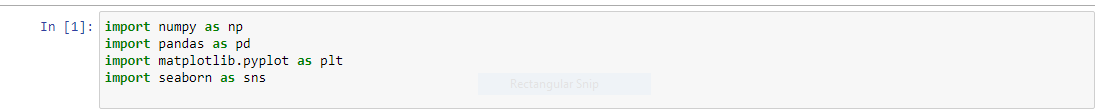 In [1]: import numpy as np
import pandas as pd
import matplotlib.pyplot as plt
import seaborn as sns
Rectangular Snip